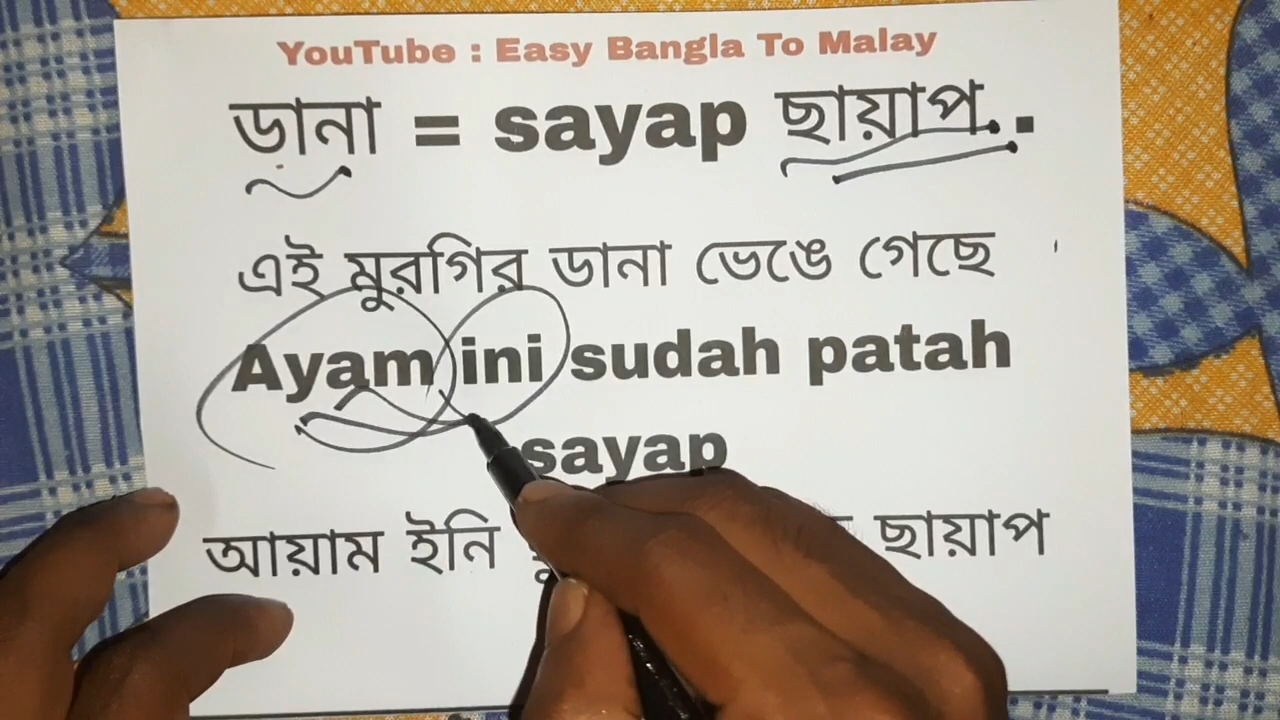 YouTube : Easy Bangla To Malay
ডানা = sayap ছায়াপ..
এই মুরগির ডানা ভেঙে গেছে
Ayam ini sudah patah
sayap
আয়াম ইনি ছায়াপ